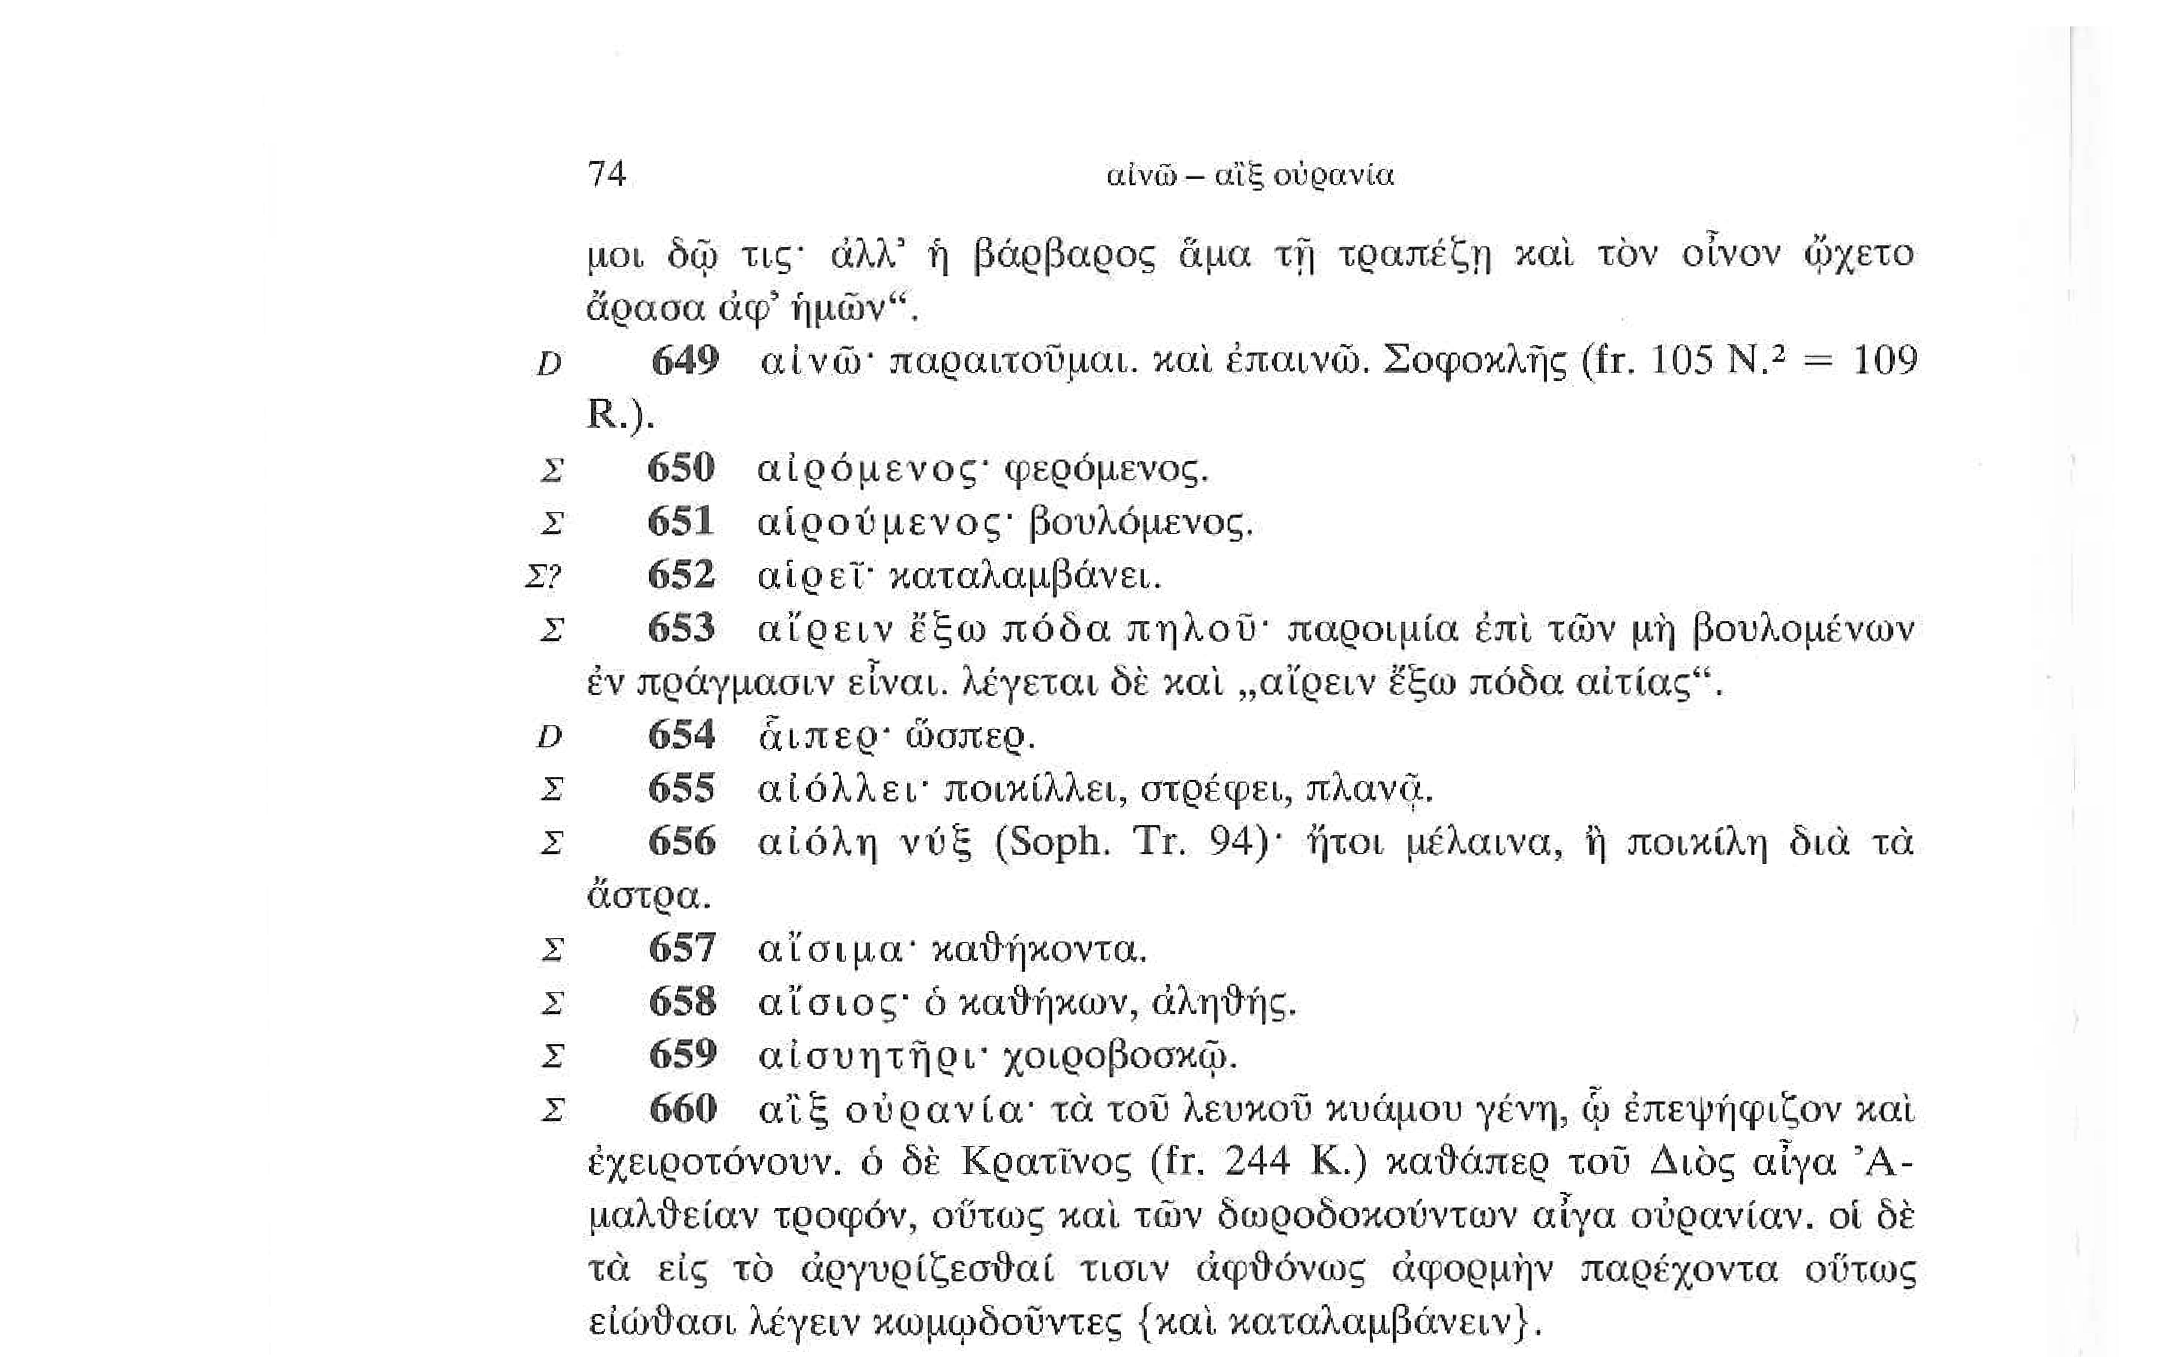 74 αἰνῶ – αἲξ οὐρανία
μοι δῷ τις· ἀλλ’ ἡ βάρβαρος ἅμα τῇ τραπέζῃ καὶ τὸν οἶνον ᾤχετο
ἄρασα ἀφ’ ἡμῶν“.
D 649 αἰνῶ· παραιτοῦμαι. καὶ ἐπαινῶ. Σοφοκλῆς (fr. 105 N.² = 109
R.).
Σ 650 αἰρόμενος· φερόμενος.
Σ 651 αἱρούμενος· βουλόμενος.
Σ? 652 αἱρεῖ· καταλαμβάνει.
Σ 653 αἴρειν ἔξω πόδα πηλοῦ· παροιμία ἐπὶ τῶν μὴ βουλομένων
ἐν πράγμασιν εἶναι. λέγεται δὲ καὶ „αἴρειν ἔξω πόδα αἰτίας“.
D 654 ἇιπερ· ὥσπερ.
Σ 655 αἰόλλει· ποικίλλει, στρέφει, πλανᾷ.
Σ 656 αἰόλη νύξ (Soph. Tr. 94)· ἤτοι μέλαινα, ἢ ποικίλη διὰ τὰ
ἄστρα.
Σ 657 αἴσιμα· καθήκοντα.
Σ 658 αἴσιος· ὁ καθήκων, ἀληθής.
Σ 659 αἰσυητῆρι· χοιροβοσκῷ.
Σ 660 αἲξ οὐρανία· τὰ τοῦ λευκοῦ κυάμου γένη, ᾧ ἐπεψήφιζον καὶ
ἐχειροτόνουν. ὁ δὲ Κρατῖνος (fr. 244 K.) καθάπερ τοῦ Διὸς αἶγα Ἀ-
μαλθείαν τροφόν, οὕτως καὶ τῶν δωροδοκούντων αἶγα οὐρανίαν. οἱ δὲ
τὰ εἰς τὸ ἀργυρίζεσθαί τισιν ἀφθόνως ἀφορμὴν παρέχοντα οὕτως
εἰώθασι λέγειν κωμῳδοῦντες {καὶ καταλαμβάνειν}.